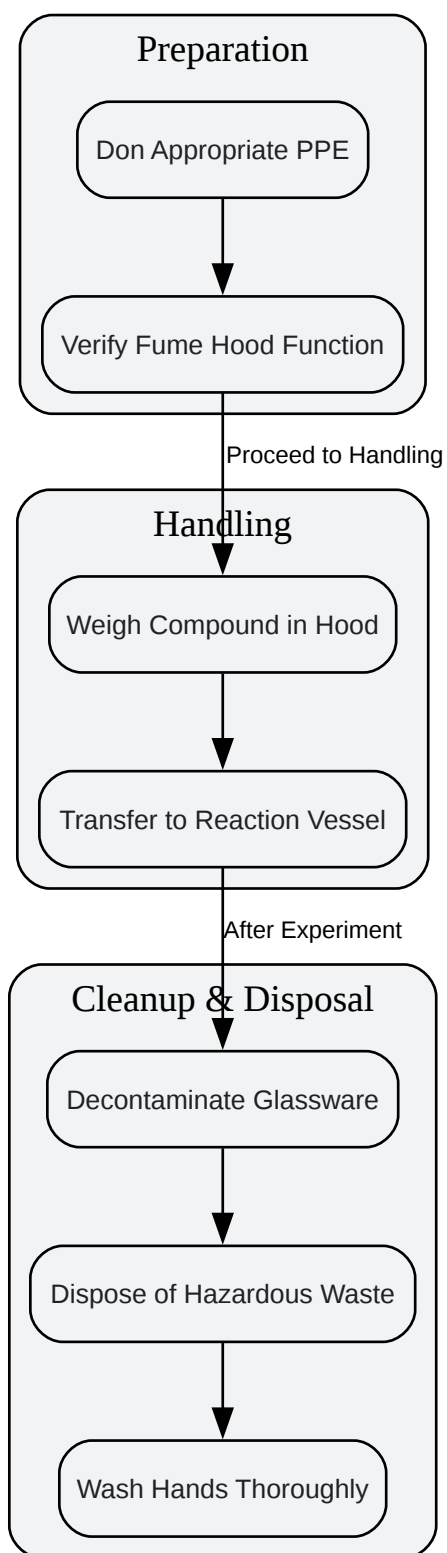 Preparation
Don Appropriate PPE
Verify Fume Hood Function
Proceed to Handling
Handling
Weigh Compound in Hood
Transfer to Reaction Vessel
After Experiment
Cleanup & Disposal
Decontaminate Glassware
Dispose of Hazardous Waste
Wash Hands Thoroughly